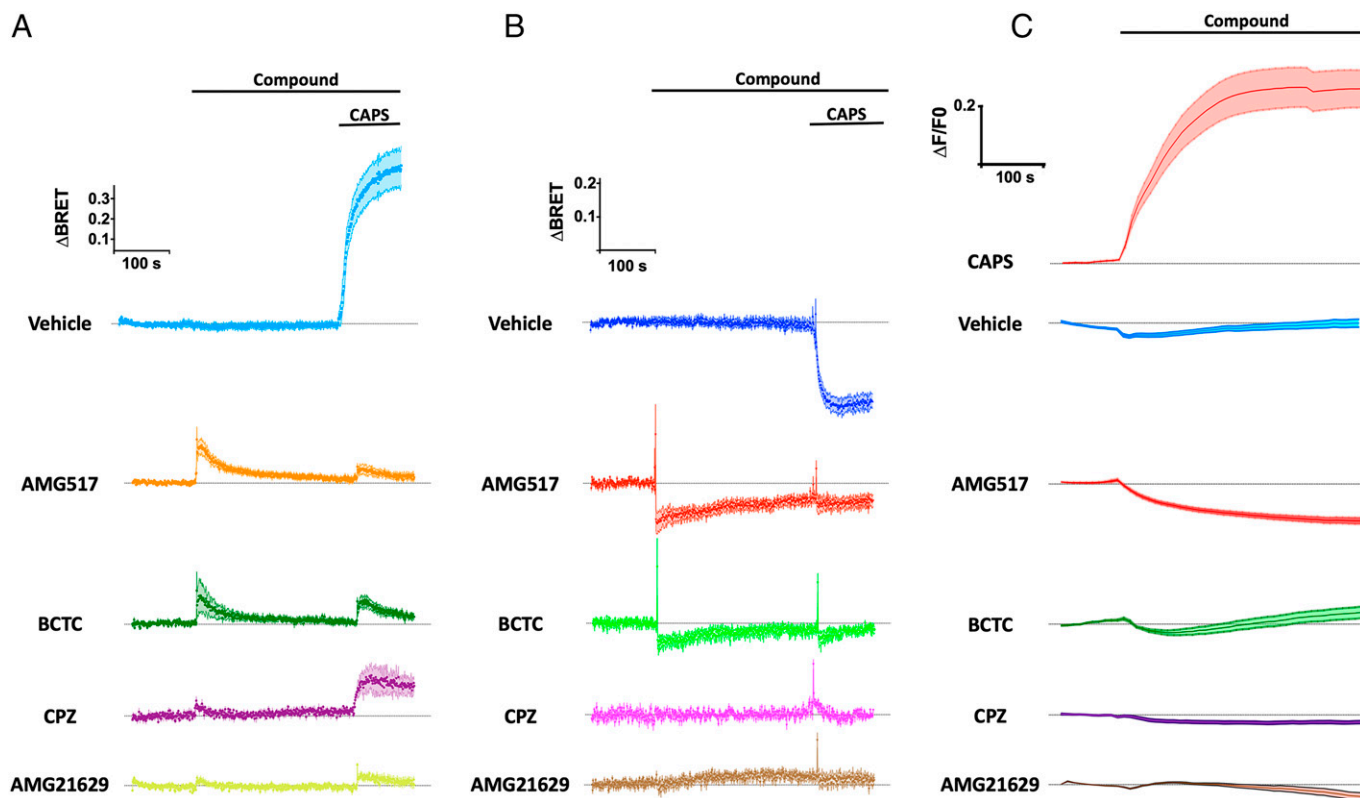 A
Compound
CAPS
ΔBRET
0.3
0.2
0.1
100 s
Vehicle
AMG517
BCTC
CPZ
AMG21629
B
Compound
CAPS
ΔBRET
0.2
0.1
100 s
Vehicle
AMG517
BCTC
CPZ
AMG21629
C
Compound
ΔF/F0
0.2
100 s
CAPS
Vehicle
AMG517
BCTC
CPZ
AMG21629